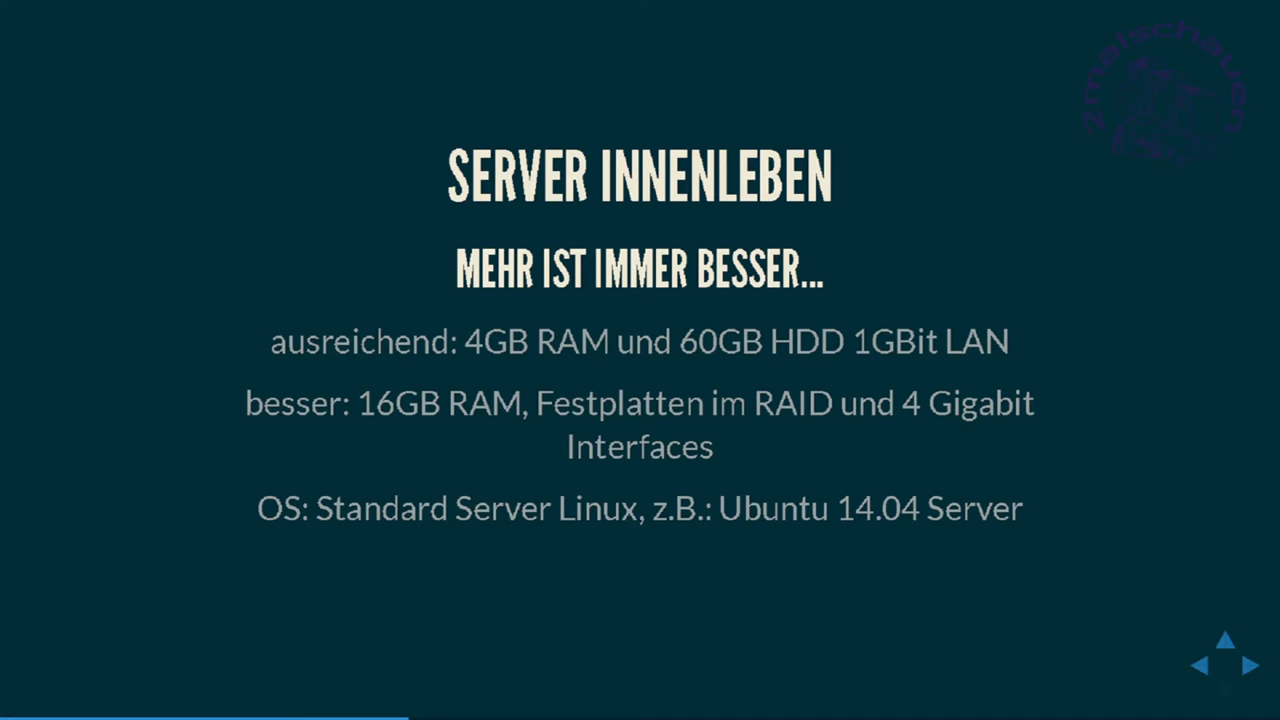 2malschauen
SERVER INNENLEBEN
MEHR IST IMMER BESSER...
ausreichend: 4GB RAM und 60GB HDD 1GBit LAN
besser: 16GB RAM, Festplatten im RAID und 4 Gigabit
Interfaces
OS: Standard Server Linux, z.B.: Ubuntu 14.04 Server